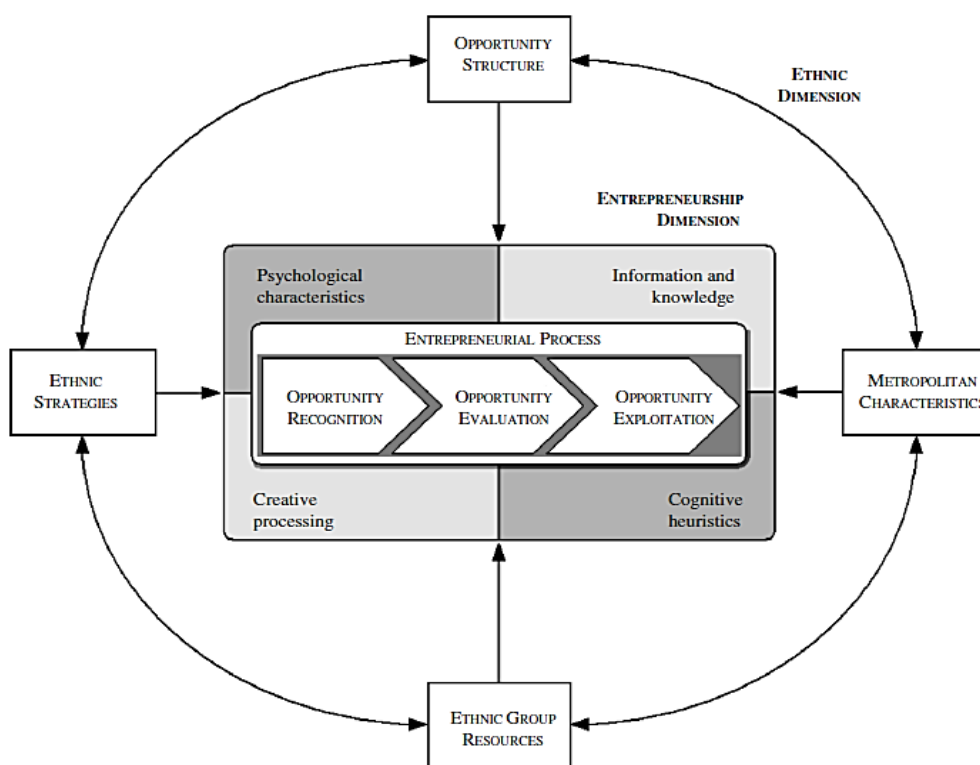 OPPORTUNITY
STRUCTURE
ETHNIC
DIMENSION
ENTREPRENEURSHIP
DIMENSION
Psychological
characteristics
Information and
knowledge
ENTREPRENEURIAL PROCESS
ETHNIC
STRATEGIES
OPPORTUNITY
RECOGNITION
OPPORTUNITY
EVALUATION
OPPORTUNITY
EXPLOITATION
METROPOLITAN
CHARACTERISTICS
Creative
processing
Cognitive
heuristics
ETHNIC GROUP
RESOURCES